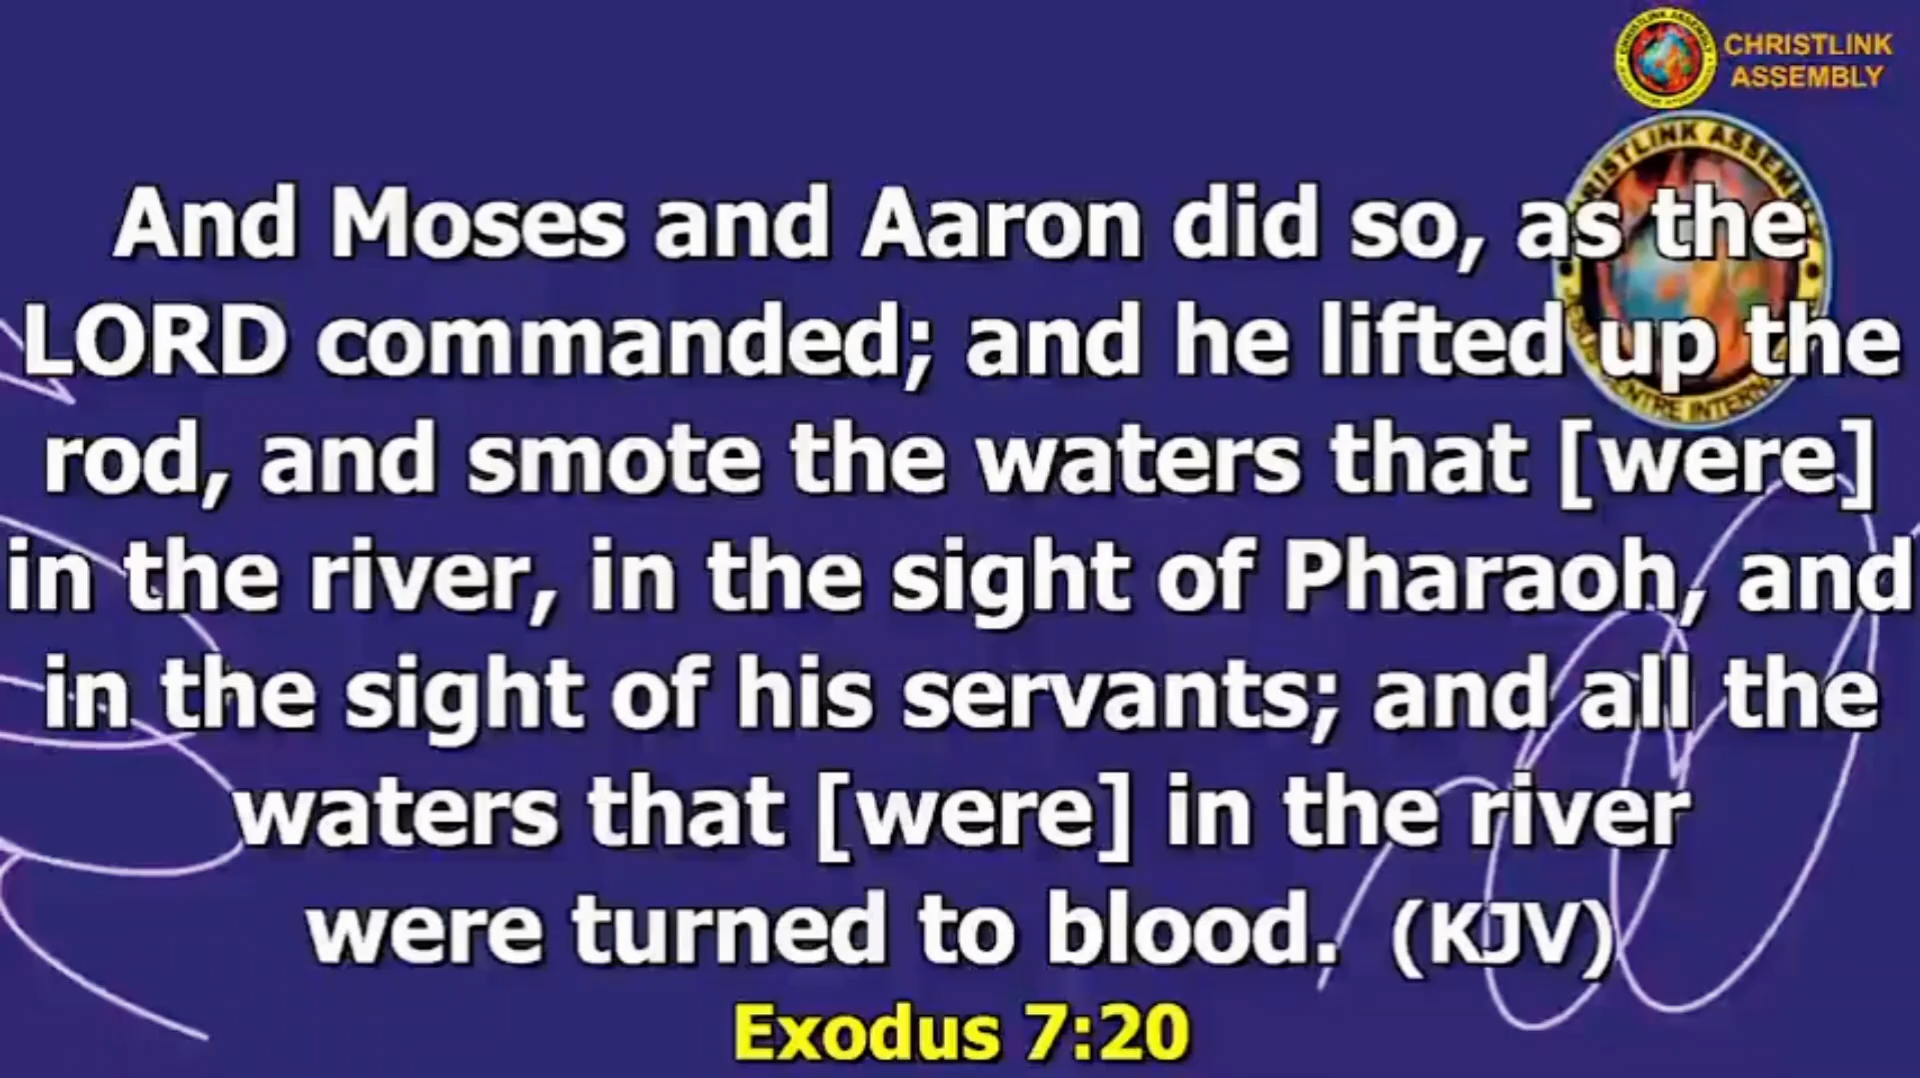 CHRISTLINK
ASSEMBLY
And Moses and Aaron did so, as the
LORD commanded; and he lifted up the
rod, and smote the waters that [were]
in the river, in the sight of Pharaoh, and
in the sight of his servants; and all the
waters that [were] in the river
were turned to blood. (KJV)
Exodus 7:20